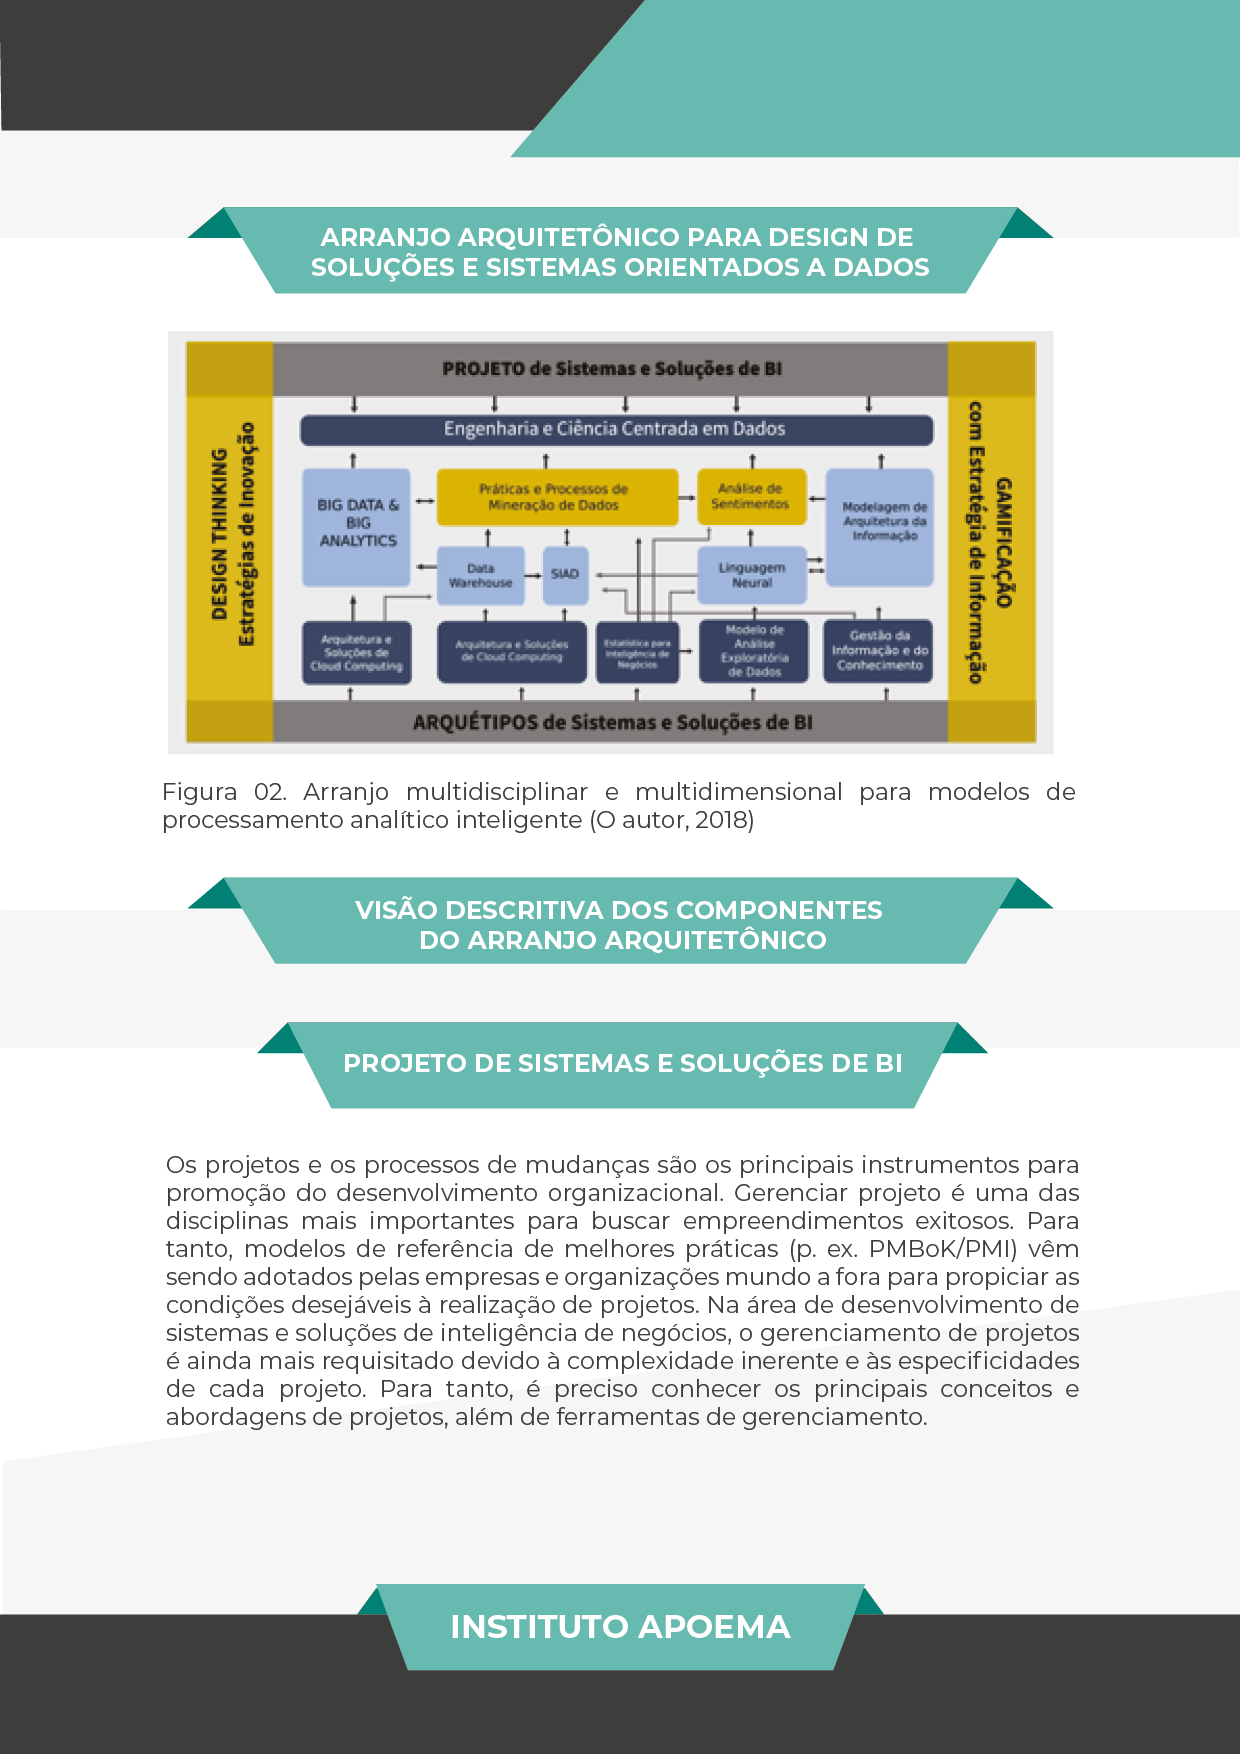 ARRANJO ARQUITETÔNICO PARA DESIGN DE
SOLUÇÕES E SISTEMAS ORIENTADOS A DADOS
PROJETO de Sistemas e Soluções de BI
DESIGN THINKING
Estratégias de Inovação
Engenharia e Ciência Centrada em Dados
BIG DATA &
BIG
ANALYTICS
Práticas e Processos de
Mineração de Dados
Análise de
Sentimentos
Modelagem de
Arquitetura da
Informação
Data
Warehouse
SIAD
Linguagem
Neural
Arquitetura e
Soluções de
Cloud Computing
Arquitetura e Soluções
de Cloud Computing
Estatística para
Inteligência de
Negócios
Modelo de
Análise
Exploratória
de Dados
Gestão da
Informação e do
Conhecimento
GAMIFICAÇÃO
com Estratégia de Informação
ARQUÉTIPOS de Sistemas e Soluções de BI
Figura 02. Arranjo multidisciplinar e multidimensional para modelos de
processamento analítico inteligente (O autor, 2018)
VISÃO DESCRITIVA DOS COMPONENTES
DO ARRANJO ARQUITETÔNICO
PROJETO DE SISTEMAS E SOLUÇÕES DE BI
Os projetos e os processos de mudanças são os principais instrumentos para
promoção do desenvolvimento organizacional. Gerenciar projeto é uma das
disciplinas mais importantes para buscar empreendimentos exitosos. Para
tanto, modelos de referência de melhores práticas (p. ex. PMBoK/PMI) vêm
sendo adotados pelas empresas e organizações mundo a fora para propiciar as
condições desejáveis à realização de projetos. Na área de desenvolvimento de
sistemas e soluções de inteligência de negócios, o gerenciamento de projetos
é ainda mais requisitado devido à complexidade inerente e às especificidades
de cada projeto. Para tanto, é preciso conhecer os principais conceitos e
abordagens de projetos, além de ferramentas de gerenciamento.
INSTITUTO APOEMA